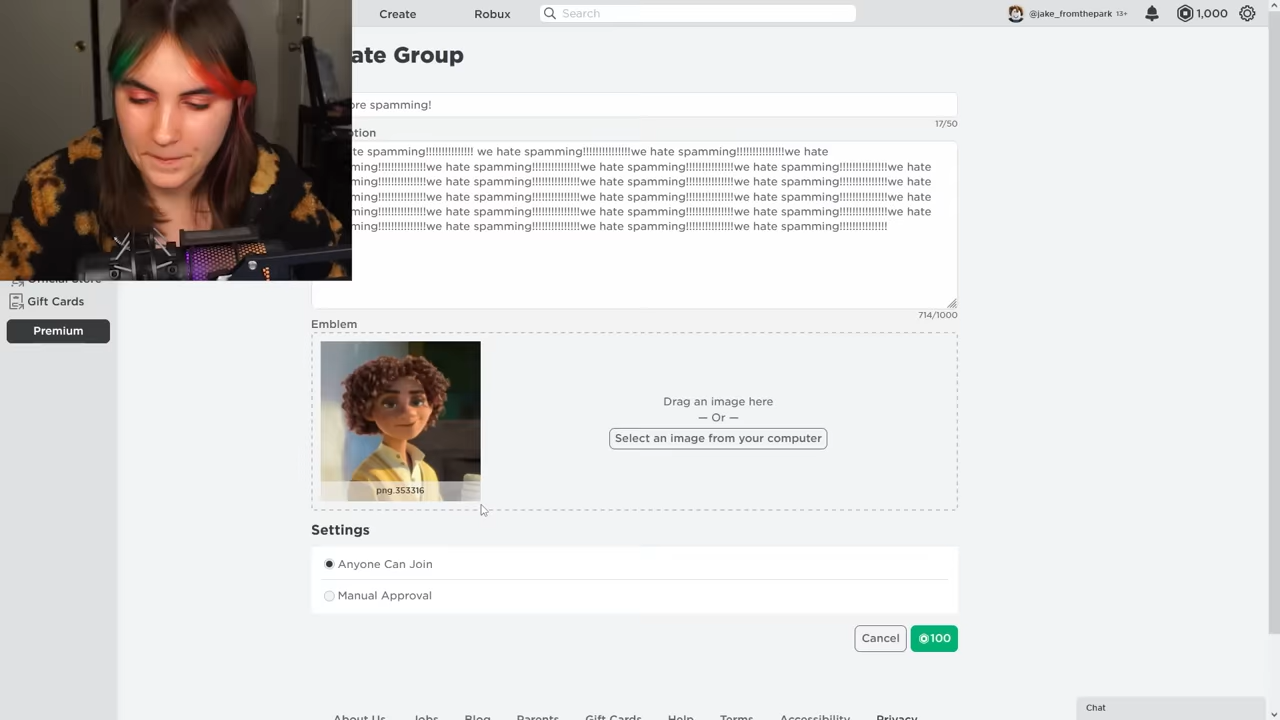 Create
Robux
Search
@jake_fromthepark 13+
1,000
ate Group
ore spamming!
17/50
ption
te spamming!!!!!!!!!!!!!!! we hate spamming!!!!!!!!!!!!!!!we hate spamming!!!!!!!!!!!!!!!we hate
ming!!!!!!!!!!!!!!!we hate spamming!!!!!!!!!!!!!!!we hate spamming!!!!!!!!!!!!!!!we hate spamming!!!!!!!!!!!!!!!we hate
ming!!!!!!!!!!!!!!!we hate spamming!!!!!!!!!!!!!!!we hate spamming!!!!!!!!!!!!!!!we hate spamming!!!!!!!!!!!!!!!we hate
ming!!!!!!!!!!!!!!!we hate spamming!!!!!!!!!!!!!!!we hate spamming!!!!!!!!!!!!!!!we hate spamming!!!!!!!!!!!!!!!we hate
ming!!!!!!!!!!!!!!!we hate spamming!!!!!!!!!!!!!!!we hate spamming!!!!!!!!!!!!!!!we hate spamming!!!!!!!!!!!!!!!we hate
ming!!!!!!!!!!!!!!!we hate spamming!!!!!!!!!!!!!!!we hate spamming!!!!!!!!!!!!!!!we hate spamming!!!!!!!!!!!!!!!
714/1000
Official Store
Gift Cards
Premium
Emblem
png.353316
Drag an image here
— Or —
Select an image from your computer
Settings
Anyone Can Join
Manual Approval
Cancel
100
About Us Jobs Blog Parents Gift Cards Help Terms Accessibility Privacy
Chat